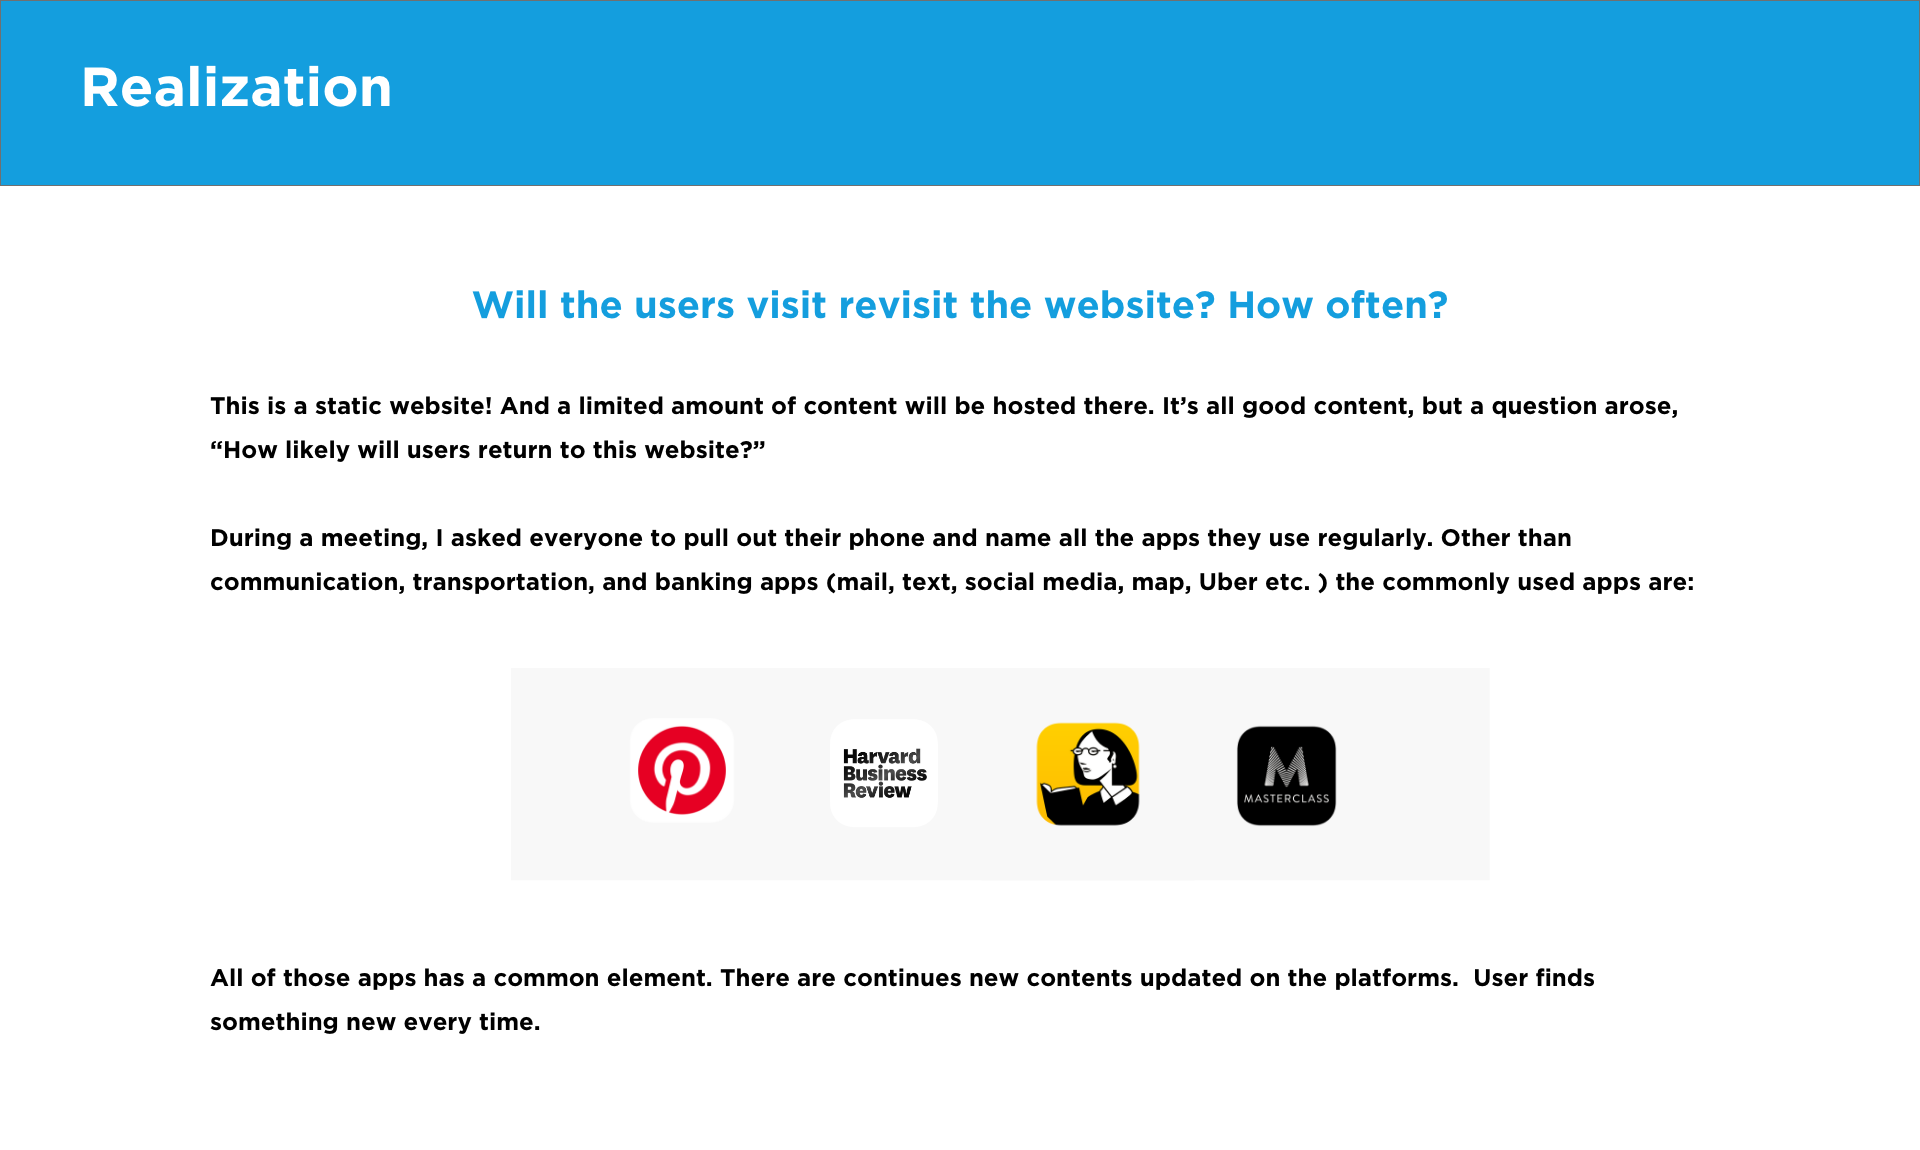 Realization
Will the users visit revisit the website? How often?
This is a static website! And a limited amount of content will be hosted there. It’s all good content, but a question arose,
“How likely will users return to this website?”
During a meeting, I asked everyone to pull out their phone and name all the apps they use regularly. Other than
communication, transportation, and banking apps (mail, text, social media, map, Uber etc. ) the commonly used apps are:
Harvard
Business
Review
M
MASTERCLASS
All of those apps has a common element. There are continues new contents updated on the platforms.  User finds
something new every time.